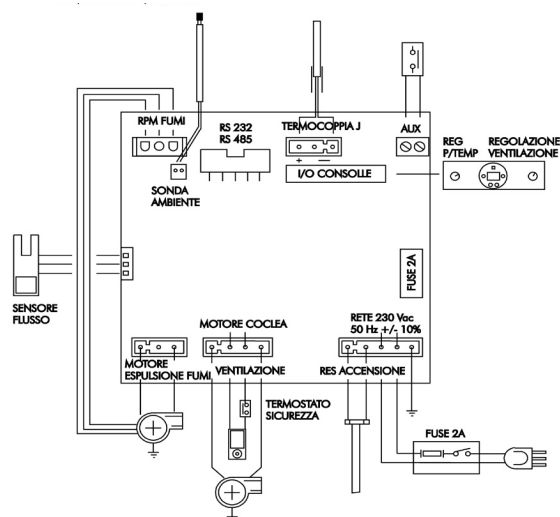 RPM FUMI
RS 232
RS 485
TERMOCOPPIA J
AUX
+ —
I/O CONSOLLE
REG
P/TEMP
REGOLAZIONE
VENTILAZIONE
SONDA
AMBIENTE
SENSORE
FLUSSO
FUSE 2A
MOTORE COCLEA
RETE 230 Vac
50 Hz +/- 10%
MOTORE
ESPULSIONE FUMI
VENTILAZIONE
RES ACCENSIONE
TERMOSTATO
SICUREZZA
FUSE 2A